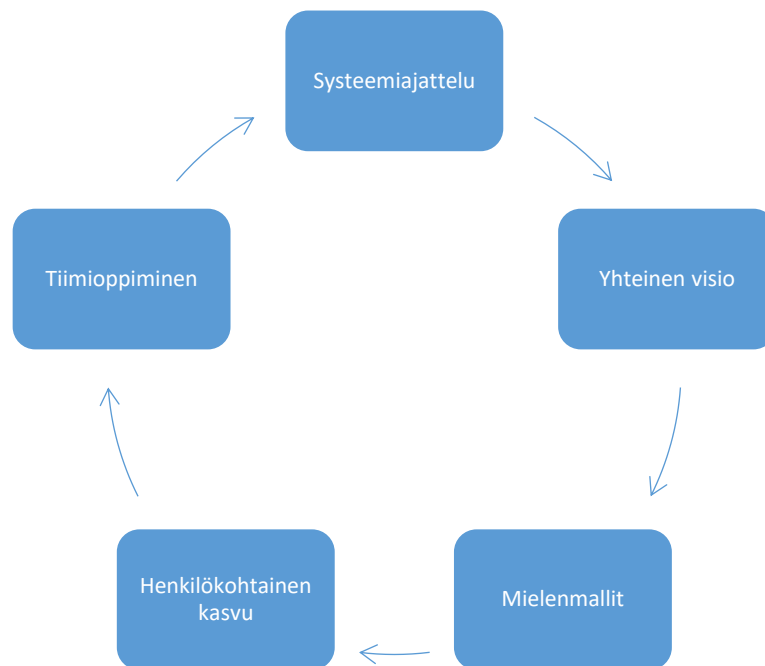 Systeemiajattelu
Yhteinen visio
Mielenmallit
Henkilökohtainen
kasvu
Tiimioppiminen